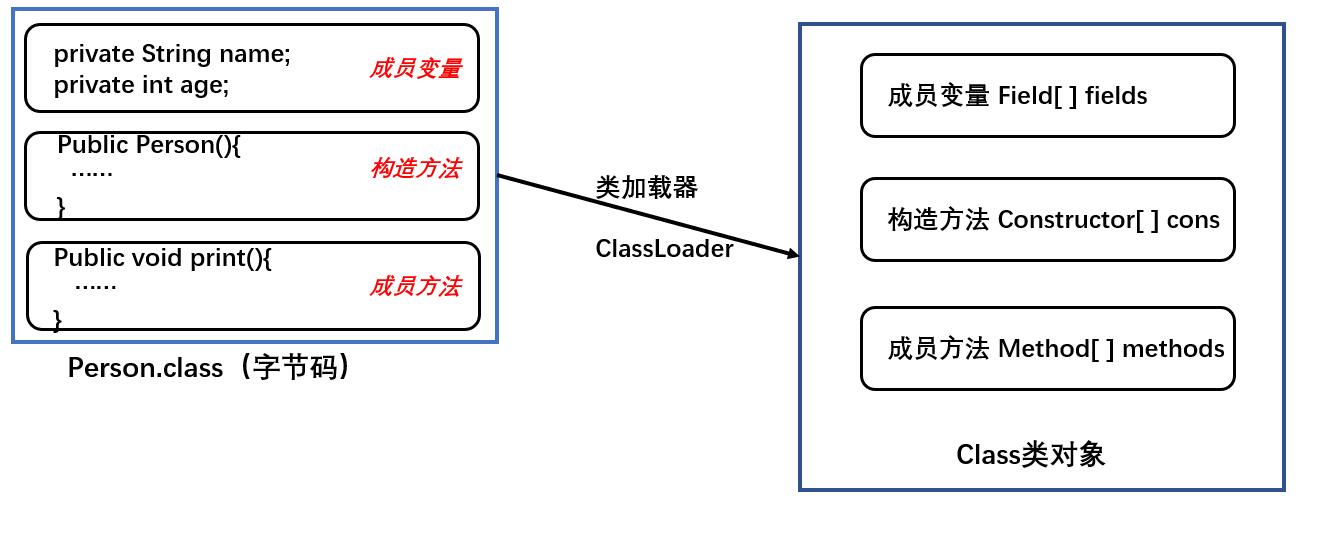 private String name;
private int age;
成员变量
Public Person(){
……
}
构造方法
Public void print(){
……
}
成员方法
Person.class（字节码）
类加载器
ClassLoader
成员变量 Field[ ] fields
构造方法 Constructor[ ] cons
成员方法 Method[ ] methods
Class类对象